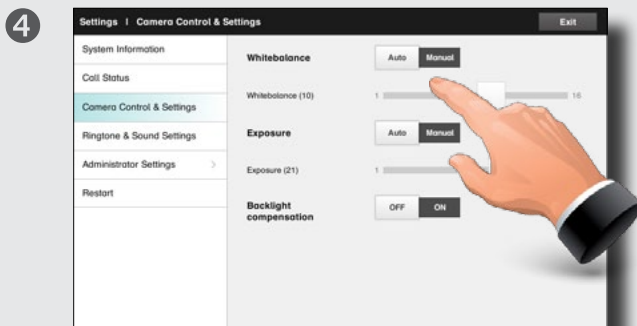 4
Settings | Camera Control & Settings Exit
System Information
Call Status
Camera Control & Settings
Ringtone & Sound Settings
Administrator Settings >
Restart
Whitebalance Auto Manual
Whitebalance (10) 1 16
Exposure Auto Manual
Exposure (21) 1
Backlight
compensation OFF ON